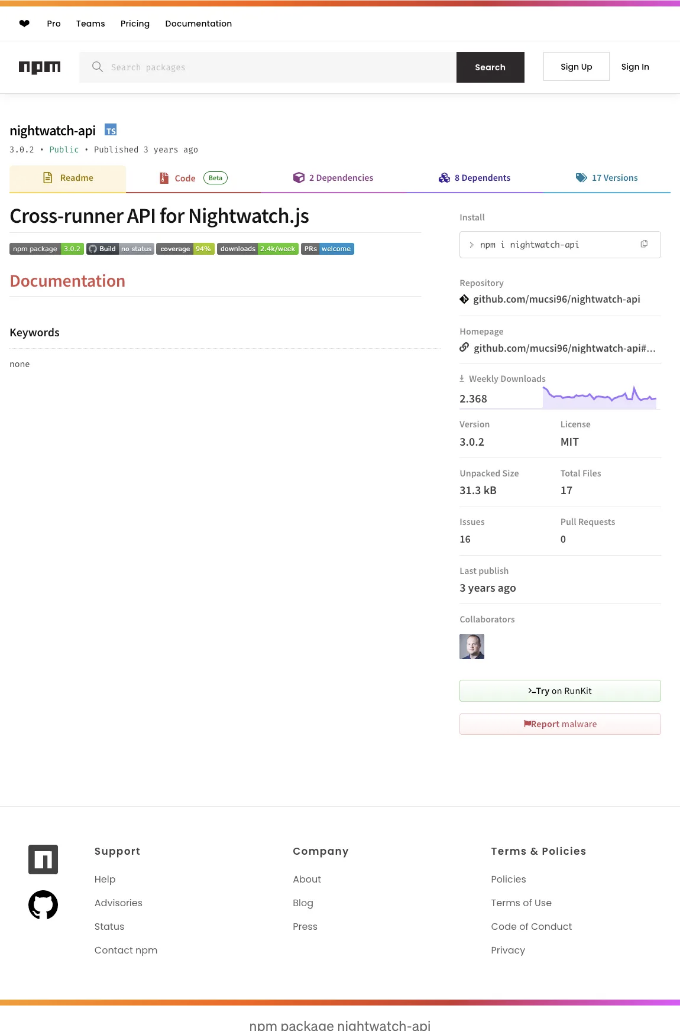 ❤ Pro Teams Pricing Documentation
npm Search packages Search Sign Up Sign In
nightwatch-api TS
3.0.2 • Public • Published 3 years ago
Readme Code Beta 2 Dependencies 8 Dependents 17 Versions
Cross-runner API for Nightwatch.js
npm package 3.0.2 Build no status coverage 94% downloads 2.4k/week PRs welcome
Documentation
Keywords
none
Install
npm i nightwatch-api
Repository
github.com/mucsi96/nightwatch-api
Homepage
github.com/mucsi96/nightwatch-api#...
Weekly Downloads
2.368
Version License
3.0.2 MIT
Unpacked Size Total Files
31.3 kB 17
Issues Pull Requests
16 0
Last publish
3 years ago
Collaborators
>_Try on RunKit
Report malware
Support
Help
Advisories
Status
Contact npm
Company
About
Blog
Press
Terms & Policies
Policies
Terms of Use
Code of Conduct
Privacy
npm package nightwatch-api